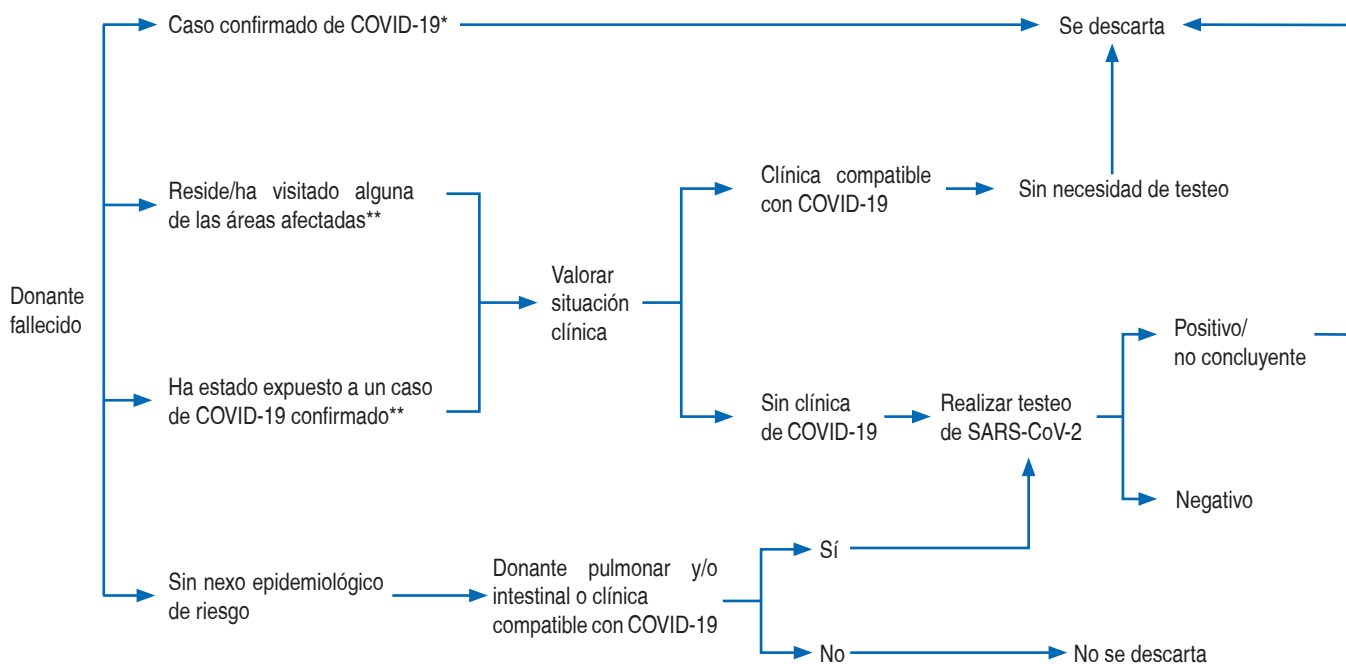 Caso confirmado de COVID-19*
Se descarta
Reside/ha visitado alguna
de las áreas afectadas**
Clínica compatible
con COVID-19
Sin necesidad de testeo
Donante
fallecido
Valorar
situación
clínica
Positivo/
no concluyente
Ha estado expuesto a un caso
de COVID-19 confirmado**
Sin clínica
de COVID-19
Realizar testeo
de SARS-CoV-2
Negativo
Sin nexo epidemiológico
de riesgo
Donante pulmonar y/o
intestinal o clínica
compatible con COVID-19
Sí
No
No se descarta